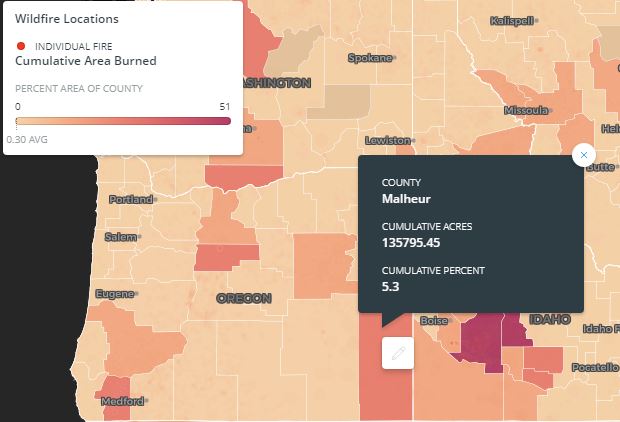 Wildfire Locations
INDIVIDUAL FIRE
Cumulative Area Burned
PERCENT AREA OF COUNTY
0 51
0.30 AVG
Kalispell
Spokane
Missoula
Lewiston
Butte
COUNTY
Malheur
CUMULATIVE ACRES
135795.45
CUMULATIVE PERCENT
5.3
Portland
Salem
Eugene
OREGON
Boise
IDAHO
Idaho F
Pocatello
Medford